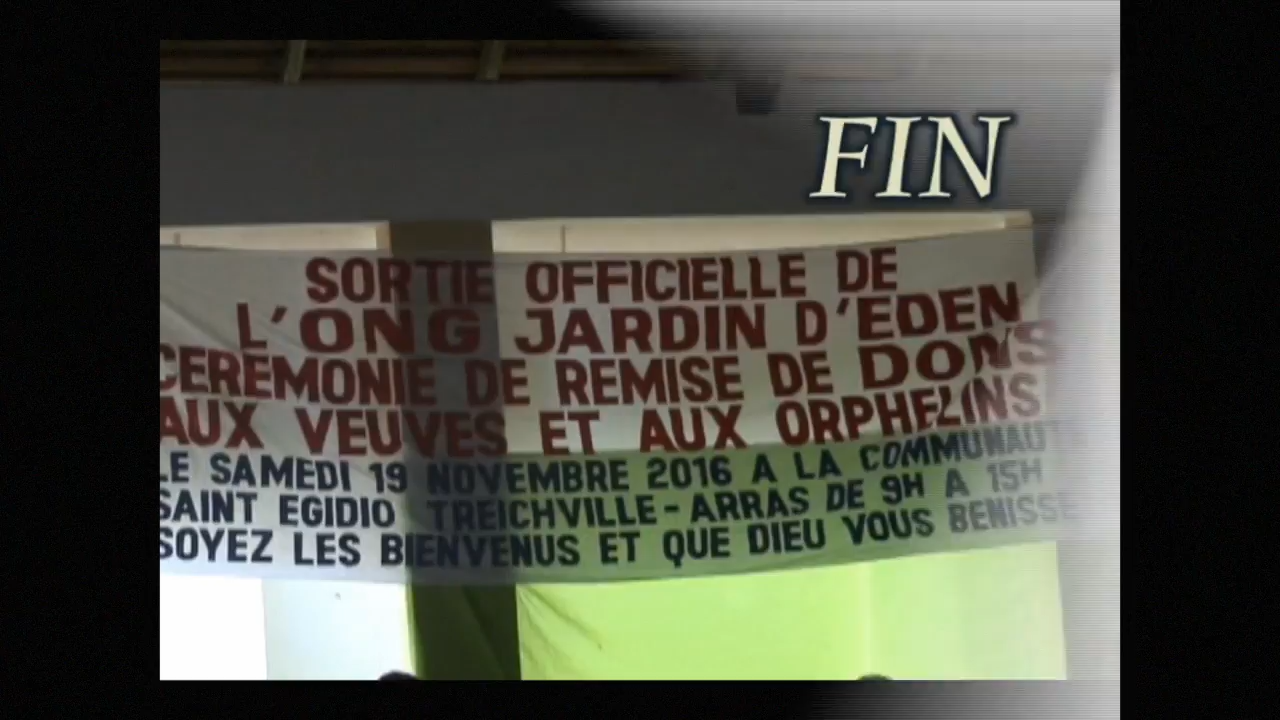 FIN
SORTIE OFFICIELLE DE
L'ONG JARDIN D'EDEN
CEREMONIE DE REMISE DE DONS
AUX VEUVES ET AUX ORPHELINS
LE SAMEDI 19 NOVEMBRE 2016 A LA COMMUNAUT
SAINT EGIDIO TREICHVILLE - ARRAS DE 9H A 15H
SOYEZ LES BIENVENUS ET QUE DIEU VOUS BENISSE